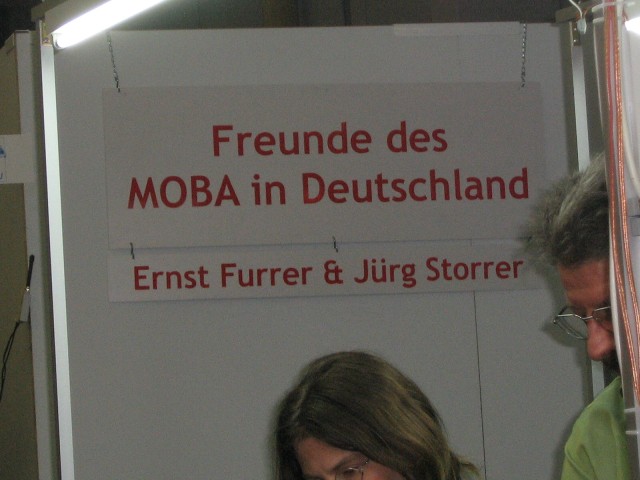 Freunde des
MOBA in Deutschland
Ernst Furrer & Jürg Storrer